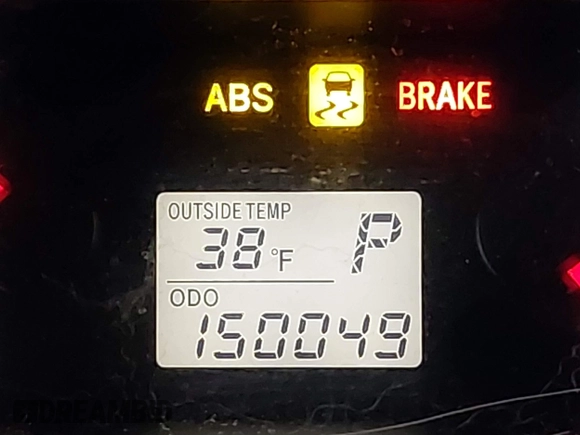 ABS BRAKE
OUTSIDE TEMP
38°F P
ODO
150049